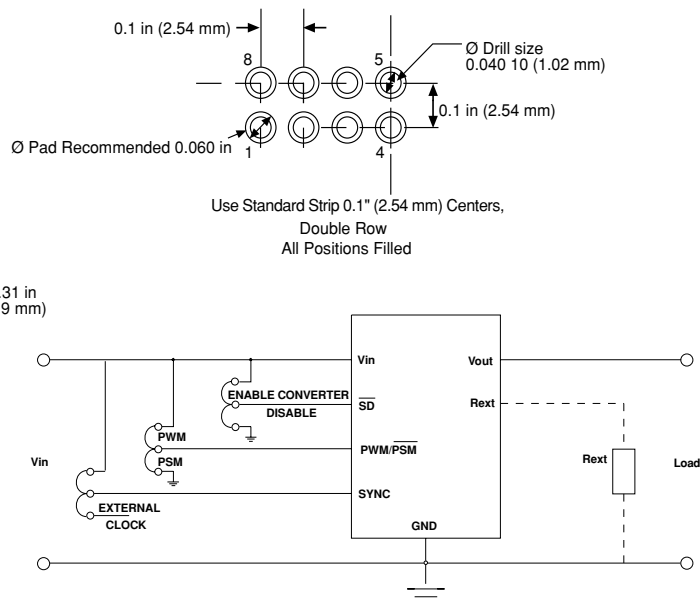 0.1 in (2.54 mm)
8
5
Ø Drill size
0.040 10 (1.02 mm)
0.1 in (2.54 mm)
Ø Pad Recommended 0.060 in
1
4
Use Standard Strip 0.1" (2.54 mm) Centers,
Double Row
All Positions Filled
31 in
9 mm)
Vin
Vout
ENABLE CONVERTER
SD
DISABLE
Rext
PWM
PWM/PSM
PSM
Vin
Rext
Load
SYNC
EXTERNAL
CLOCK
GND